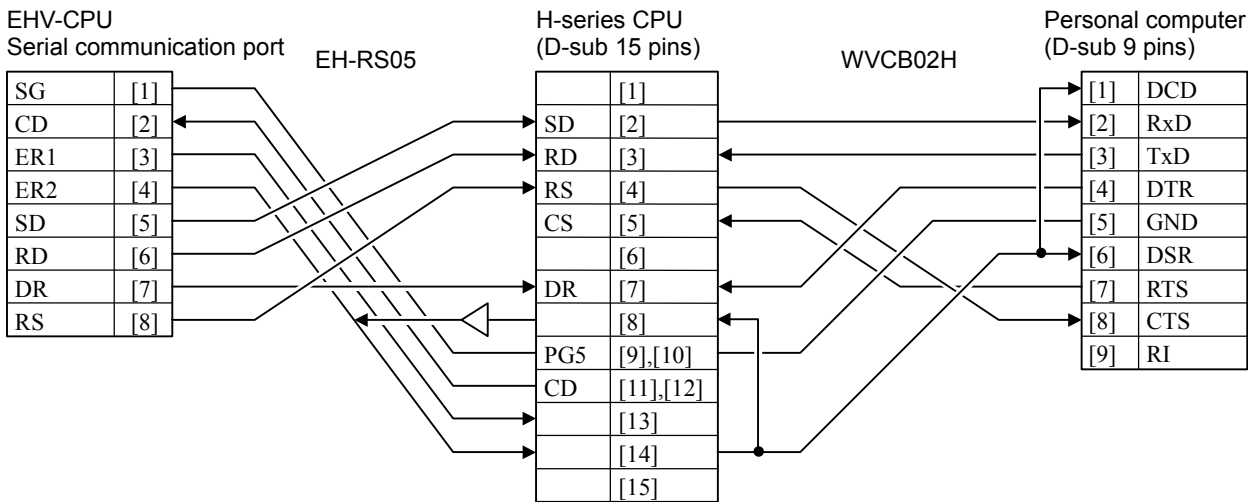 EHV-CPU
Serial communication port
EH-RS05
H-series CPU
(D-sub 15 pins)
WVCB02H
Personal computer
(D-sub 9 pins)
SG [1]
CD [2]
ER1 [3]
ER2 [4]
SD [5]
RD [6]
DR [7]
RS [8]
[1]
SD [2]
RD [3]
RS [4]
CS [5]
[6]
DR [7]
[8]
PG5 [9],[10]
CD [11],[12]
[13]
[14]
[15]
[1] DCD
[2] RxD
[3] TxD
[4] DTR
[5] GND
[6] DSR
[7] RTS
[8] CTS
[9] RI